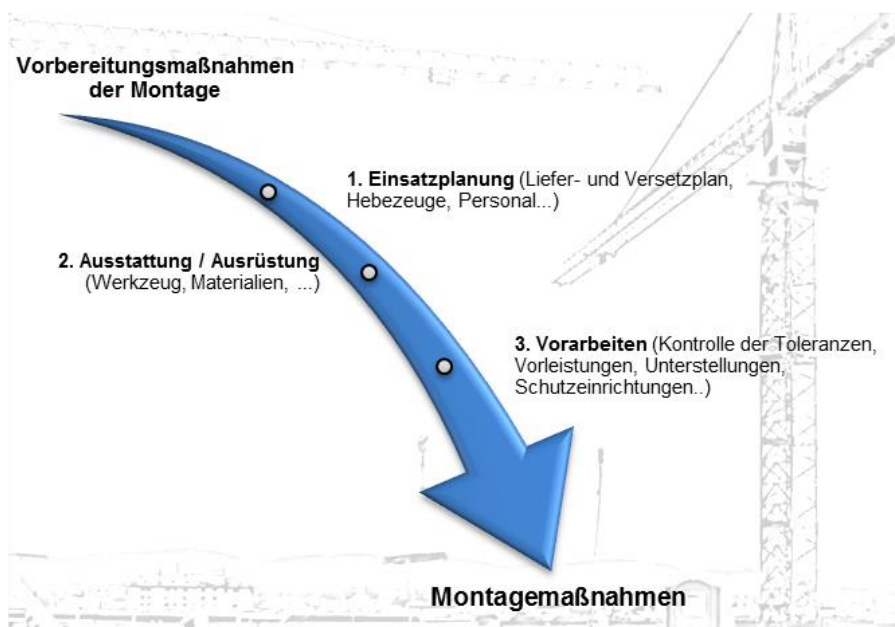 Vorbereitungsmaßnahmen
der Montage
1. Einsatzplanung (Liefer- und Versetzplan,
Hebezeuge, Personal...)
2. Ausstattung / Ausrüstung
(Werkzeug, Materialien, ...)
3. Vorarbeiten (Kontrolle der Toleranzen,
Vorleistungen, Unterstellungen,
Schutzeinrichtungen..)
Montagemaßnahmen